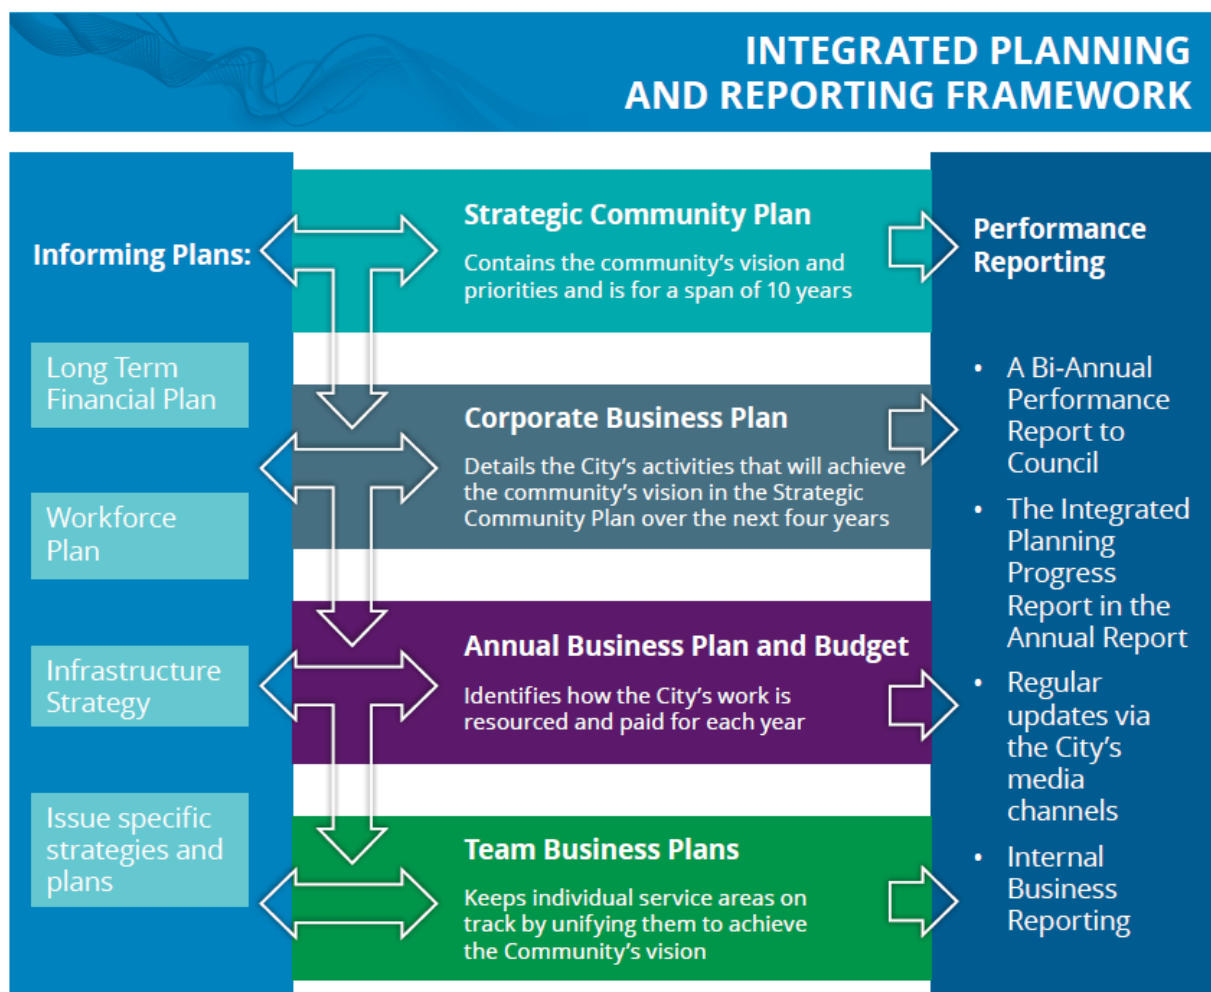 INTEGRATED PLANNING
AND REPORTING FRAMEWORK
Informing Plans:
Long Term
Financial Plan
Workforce
Plan
Infrastructure
Strategy
Issue specific
strategies and
plans
Strategic Community Plan
Contains the community’s vision and
priorities and is for a span of 10 years
Corporate Business Plan
Details the City’s activities that will achieve
the community’s vision in the Strategic
Community Plan over the next four years
Annual Business Plan and Budget
Identifies how the City’s work is
resourced and paid for each year
Team Business Plans
Keeps individual service areas on
track by unifying them to achieve
the Community’s vision
Performance
Reporting
• A Bi-Annual
Performance
Report to
Council
• The Integrated
Planning
Progress
Report in the
Annual Report
• Regular
updates via
the City’s
media
channels
• Internal
Business
Reporting